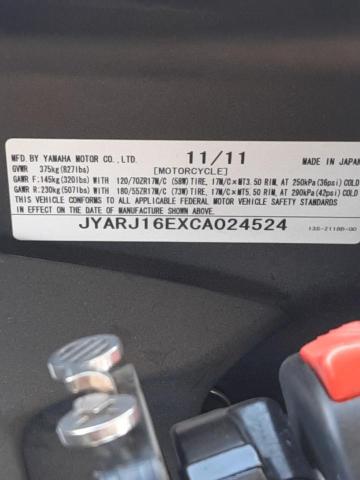 MFD.BY YAMAHA MOTOR CO.,LTD. 11/11 MADE IN JAPAN
GVWR 375kg(827lbs) [MOTORCYCLE]
GAWR F:145kg(320lbs) WITH 120/70ZR17M/C (58W) TIRE, 17M/C×MT3.50 RIM, AT 250kPa(36psi) COLD
GAWR R:230kg(507lbs) WITH 180/55ZR17M/C (73W) TIRE, 17M/C×MT5.50 RIM, AT 290kPa(42psi) COLD
THIS VEHICLE CONFORMS TO ALL APPLICABLE FEDERAL MOTOR VEHICLE SAFETY STANDARDS
IN EFFECT ON THE DATE OF MANUFACTURE SHOWN ABOVE.
JYARJ16EXCA024524
13S-2118B-00